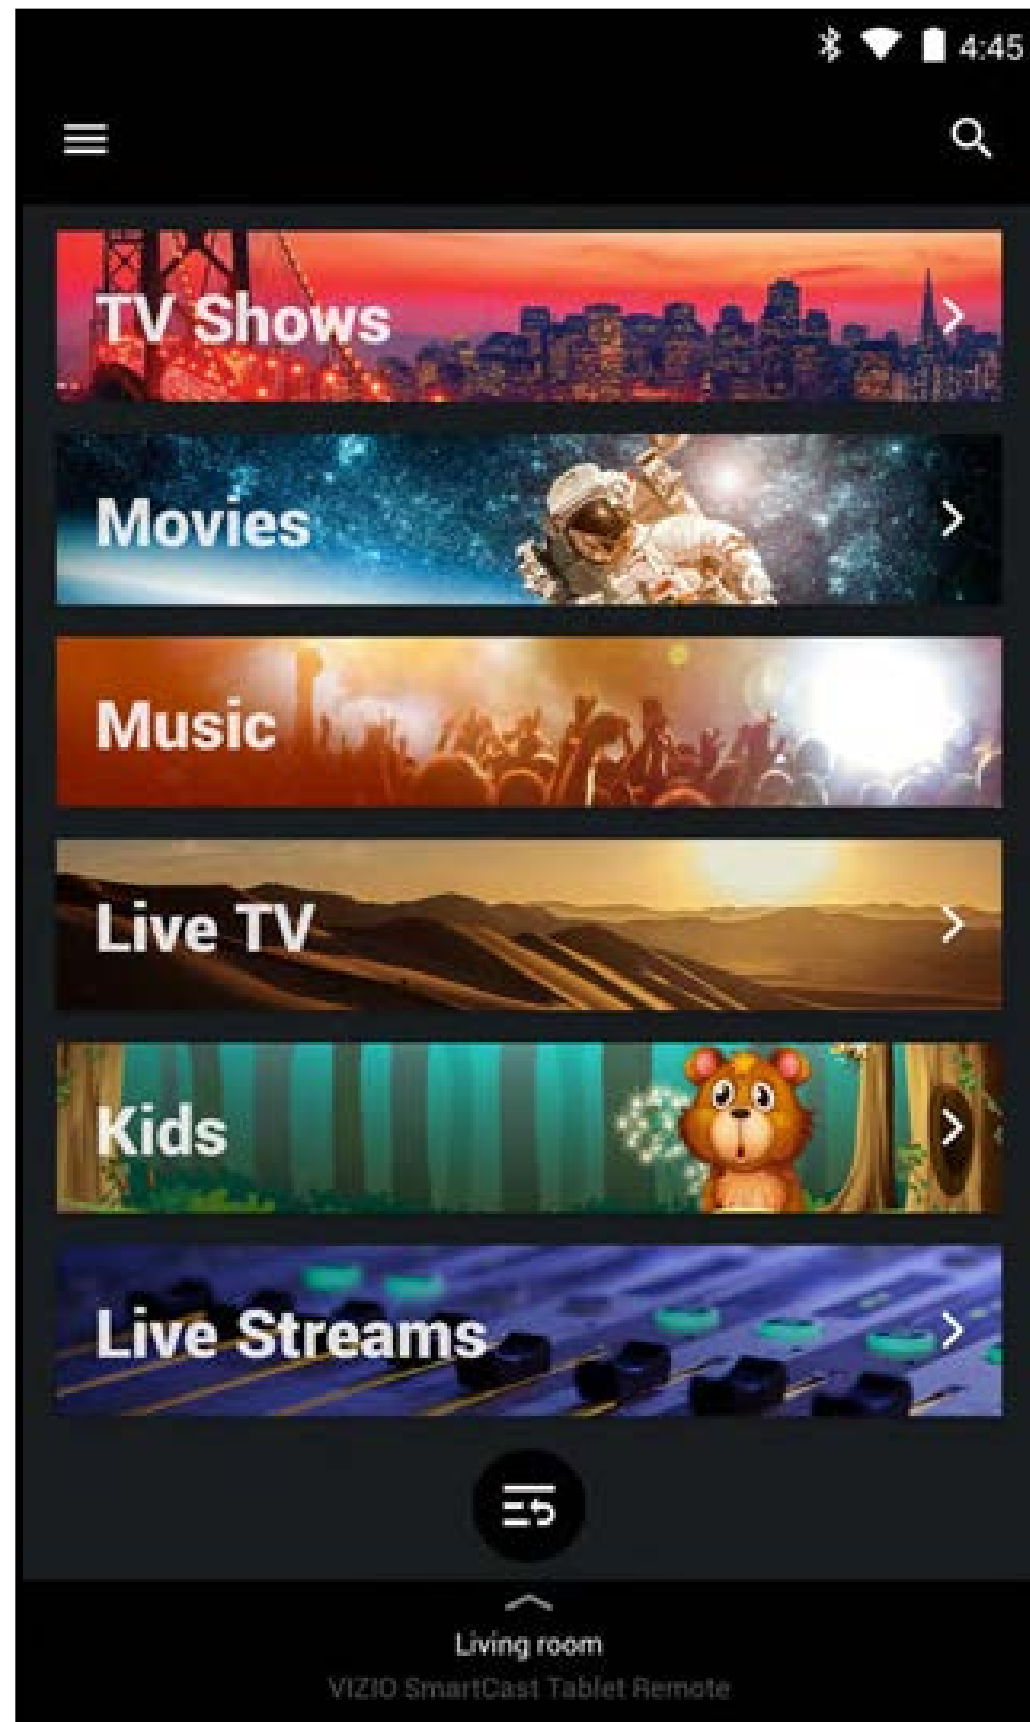 4:45
TV Shows
Movies
Music
Live TV
Kids
Live Streams
Living room
VIZIO SmartCast Tablet Remote